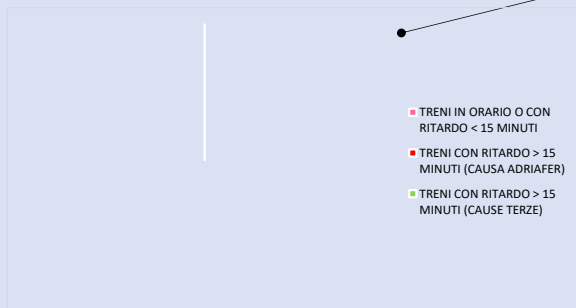 TRENI IN ORARIO O CON
RITARDO < 15 MINUTI
TRENI CON RITARDO > 15
MINUTI (CAUSA ADRIAFER)
TRENI CON RITARDO > 15
MINUTI (CAUSE TERZE)